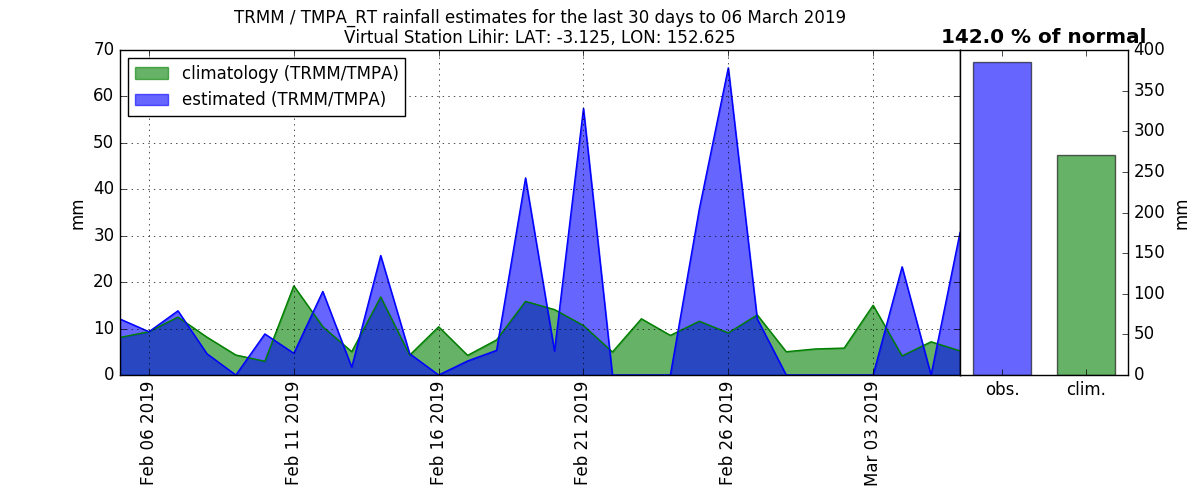 TRMM / TMPA_RT rainfall estimates for the last 30 days to 06 March 2019
Virtual Station Lihir: LAT: -3.125, LON: 152.625
142.0 % of normal
climatology (TRMM/TMPA)
estimated (TRMM/TMPA)
70
60
50
40
30
20
10
0
mm
Feb 06 2019
Feb 11 2019
Feb 16 2019
Feb 21 2019
Feb 26 2019
Mar 03 2019
obs.
clim.
400
350
300
250
200
150
100
50
0
mm